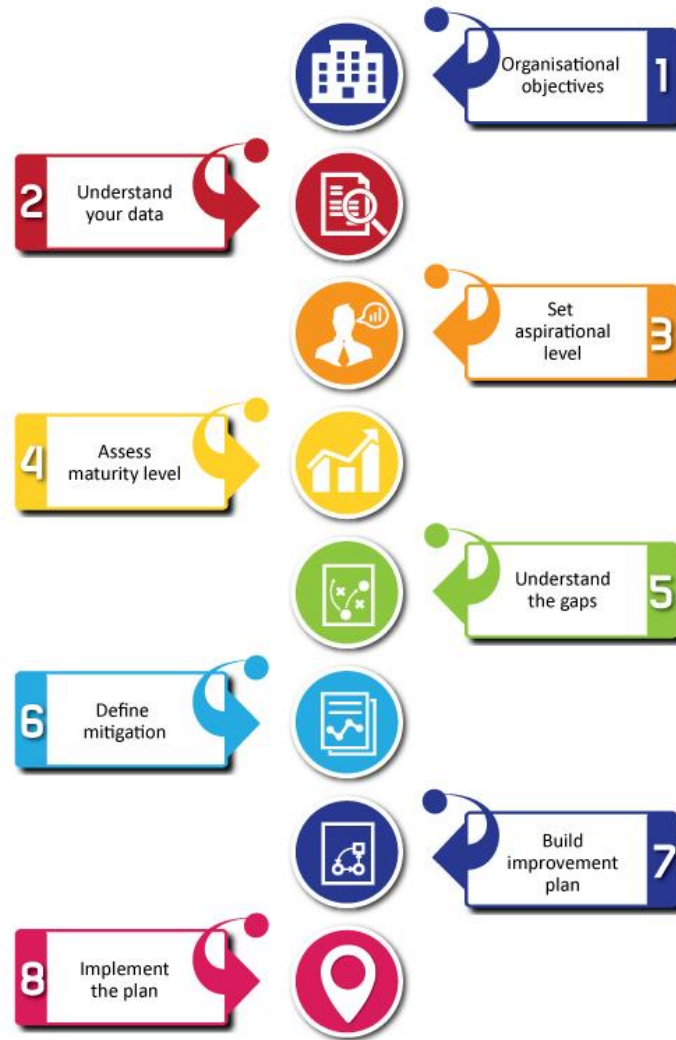 Organisational
objectives
1
2
Understand
your data
Set
aspirational
level
3
4
Assess
maturity level
Understand
the gaps
5
6
Define
mitigation
Build
improvement
plan
7
8
Implement
the plan